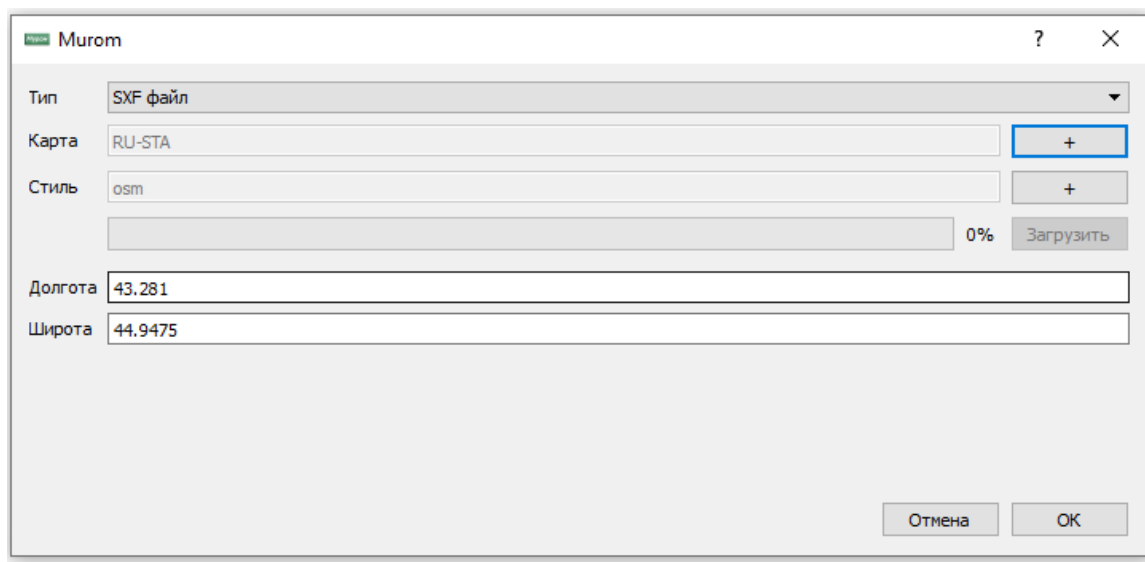 Murom ?
Тип SXF файл
Карта RU-STA +
Стиль osm +
0% Загрузить
Долгота 43.281
Широта 44.9475
Отмена OK